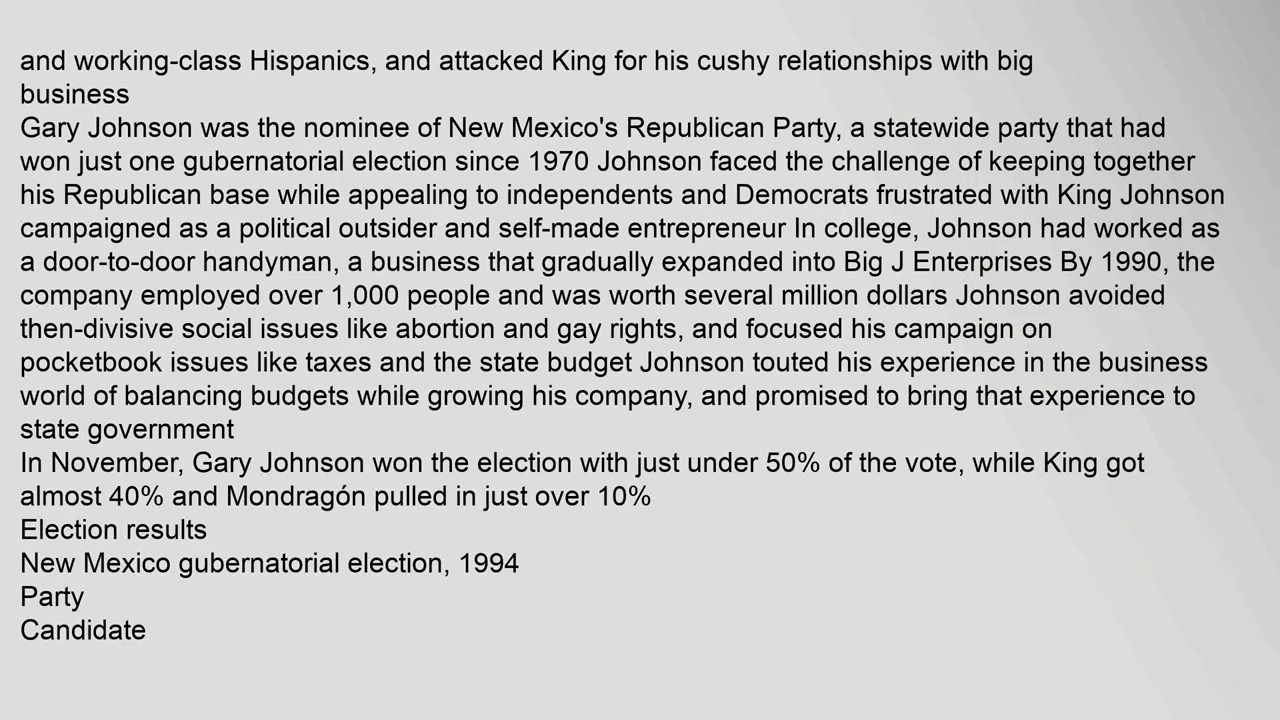 and working-class Hispanics, and attacked King for his cushy relationships with big
business
Gary Johnson was the nominee of New Mexico's Republican Party, a statewide party that had
won just one gubernatorial election since 1970 Johnson faced the challenge of keeping together
his Republican base while appealing to independents and Democrats frustrated with King Johnson
campaigned as a political outsider and self-made entrepreneur In college, Johnson had worked as
a door-to-door handyman, a business that gradually expanded into Big J Enterprises By 1990, the
company employed over 1,000 people and was worth several million dollars Johnson avoided
then-divisive social issues like abortion and gay rights, and focused his campaign on
pocketbook issues like taxes and the state budget Johnson touted his experience in the business
world of balancing budgets while growing his company, and promised to bring that experience to
state government
In November, Gary Johnson won the election with just under 50% of the vote, while King got
almost 40% and Mondragón pulled in just over 10%
Election results
New Mexico gubernatorial election, 1994
Party
Candidate